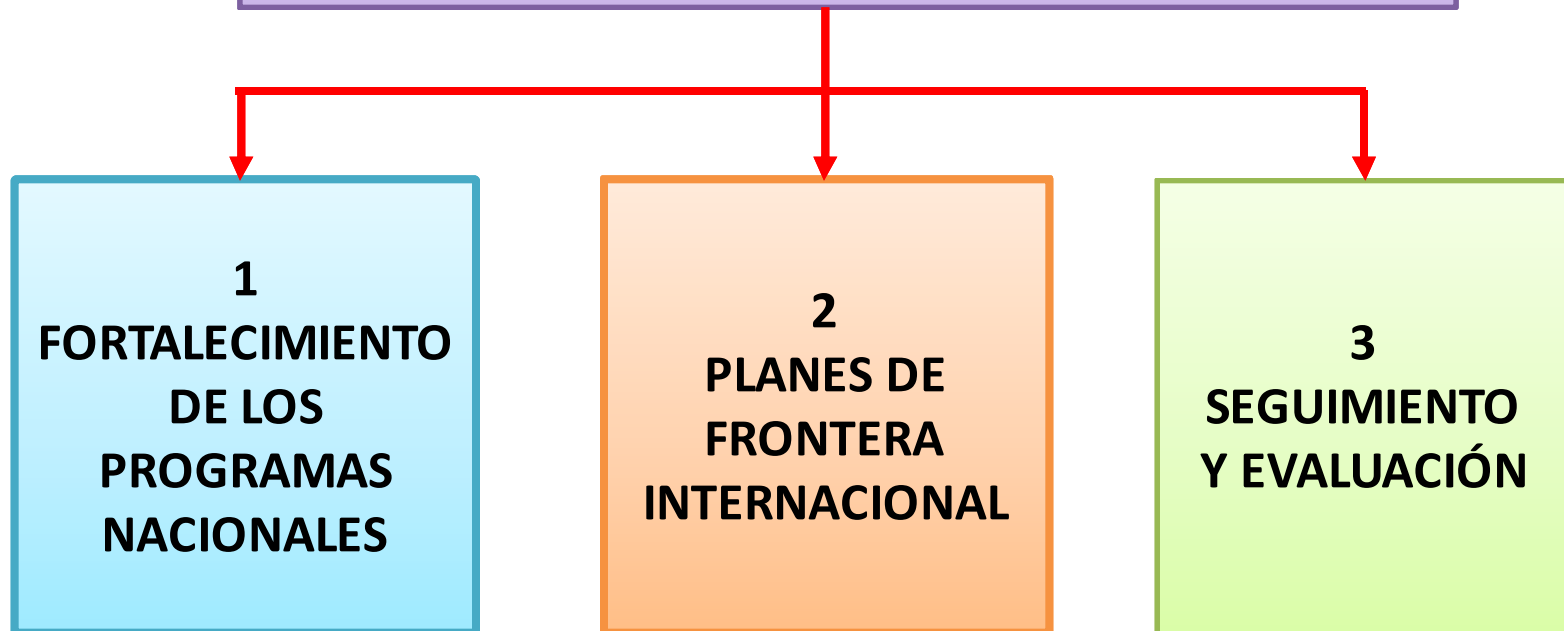 1
FORTALECIMIENTO
DE LOS
PROGRAMAS
NACIONALES
2
PLANES DE
FRONTERA
INTERNACIONAL
3
SEGUIMIENTO
Y EVALUACIÓN